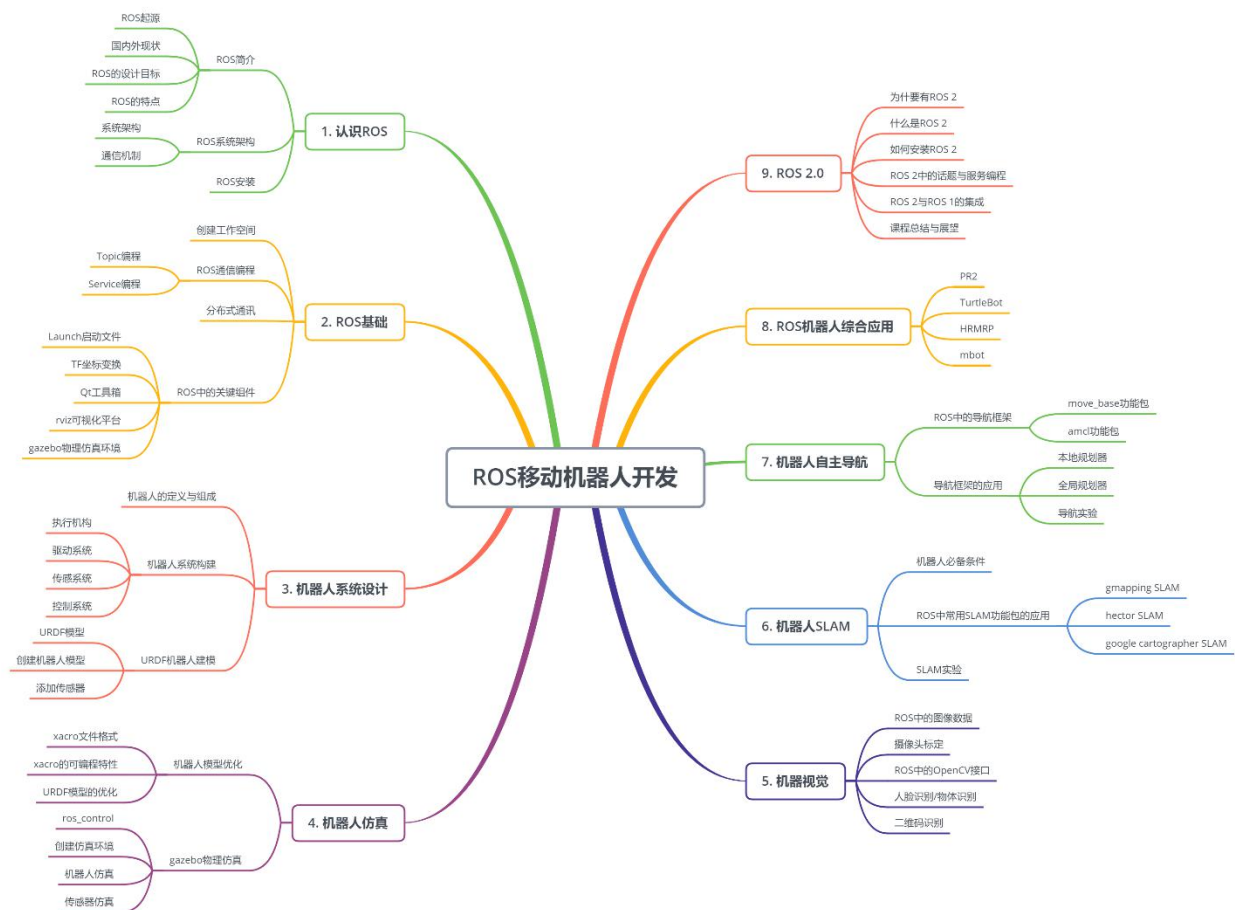 ROS移动机器人开发
1. 认识ROS
ROS简介
ROS起源
国内外现状
ROS的设计目标
ROS的特点
ROS系统架构
系统架构
通信机制
ROS安装
2. ROS基础
创建工作空间
ROS通信编程
Topic编程
Service编程
分布式通讯
ROS中的关键组件
Launch启动文件
TF坐标变换
Qt工具箱
rviz可视化平台
gazebo物理仿真环境
3. 机器人系统设计
机器人的定义与组成
机器人系统构建
执行机构
驱动系统
传感系统
控制系统
URDF机器人建模
URDF模型
创建机器人模型
添加传感器
4. 机器人仿真
机器人模型优化
xacro文件格式
xacro的可编程特性
URDF模型的优化
gazebo物理仿真
ros_control
创建仿真环境
机器人仿真
传感器仿真
5. 机器视觉
ROS中的图像数据
摄像头标定
ROS中的OpenCV接口
人脸识别/物体识别
二维码识别
6. 机器人SLAM
机器人必备条件
ROS中常用SLAM功能包的应用
gmapping SLAM
hector SLAM
google cartographer SLAM
SLAM实验
7. 机器人自主导航
ROS中的导航框架
move_base功能包
amcl功能包
导航框架的应用
本地规划器
全局规划器
导航实验
8. ROS机器人综合应用
PR2
TurtleBot
HRMRP
mbot
9. ROS 2.0
为什要有ROS 2
什么是ROS 2
如何安装ROS 2
ROS 2中的话题与服务编程
ROS 2与ROS 1的集成
课程总结与展望